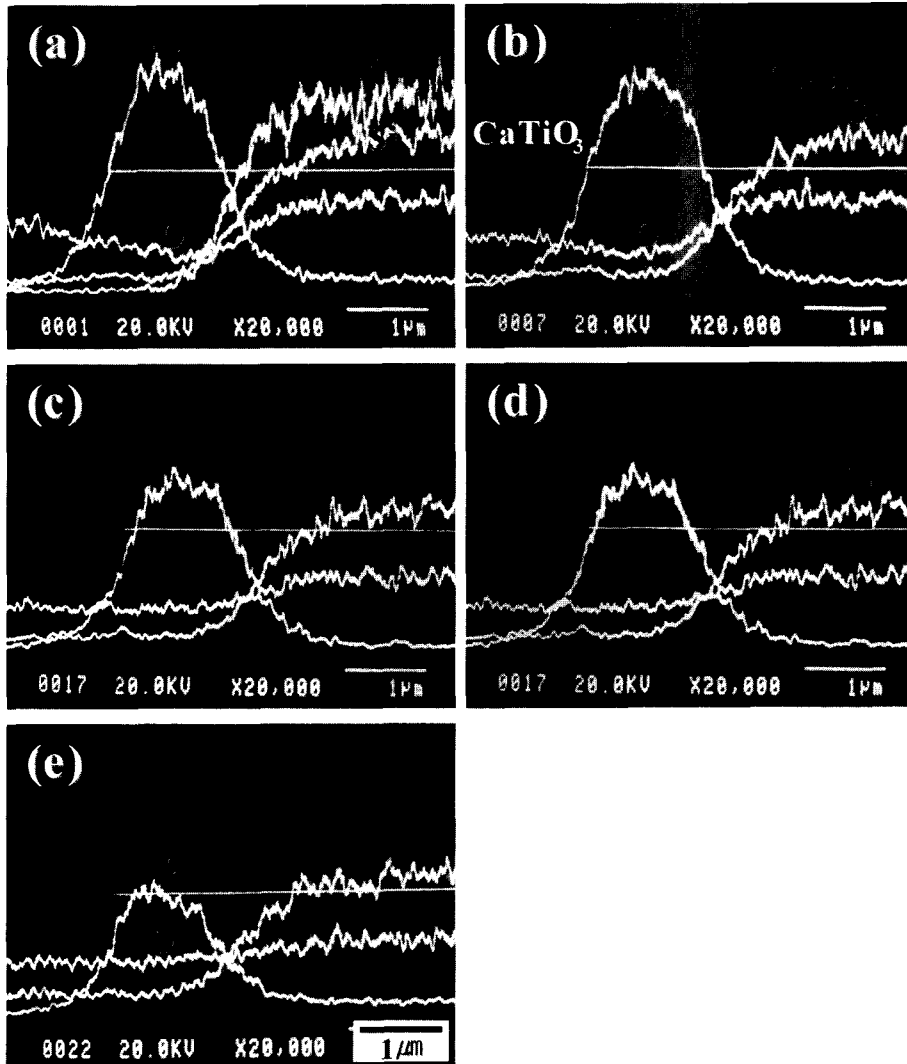 (a)
0001 20.0KV X20,000 1μm
(b)
CaTiO₃
0007 20.0KV X20,000 1μm
(c)
0017 20.0KV X20,000 1μm
(d)
0017 20.0KV X20,000 1μm
(e)
0022 20.0KV X20,000 1μm